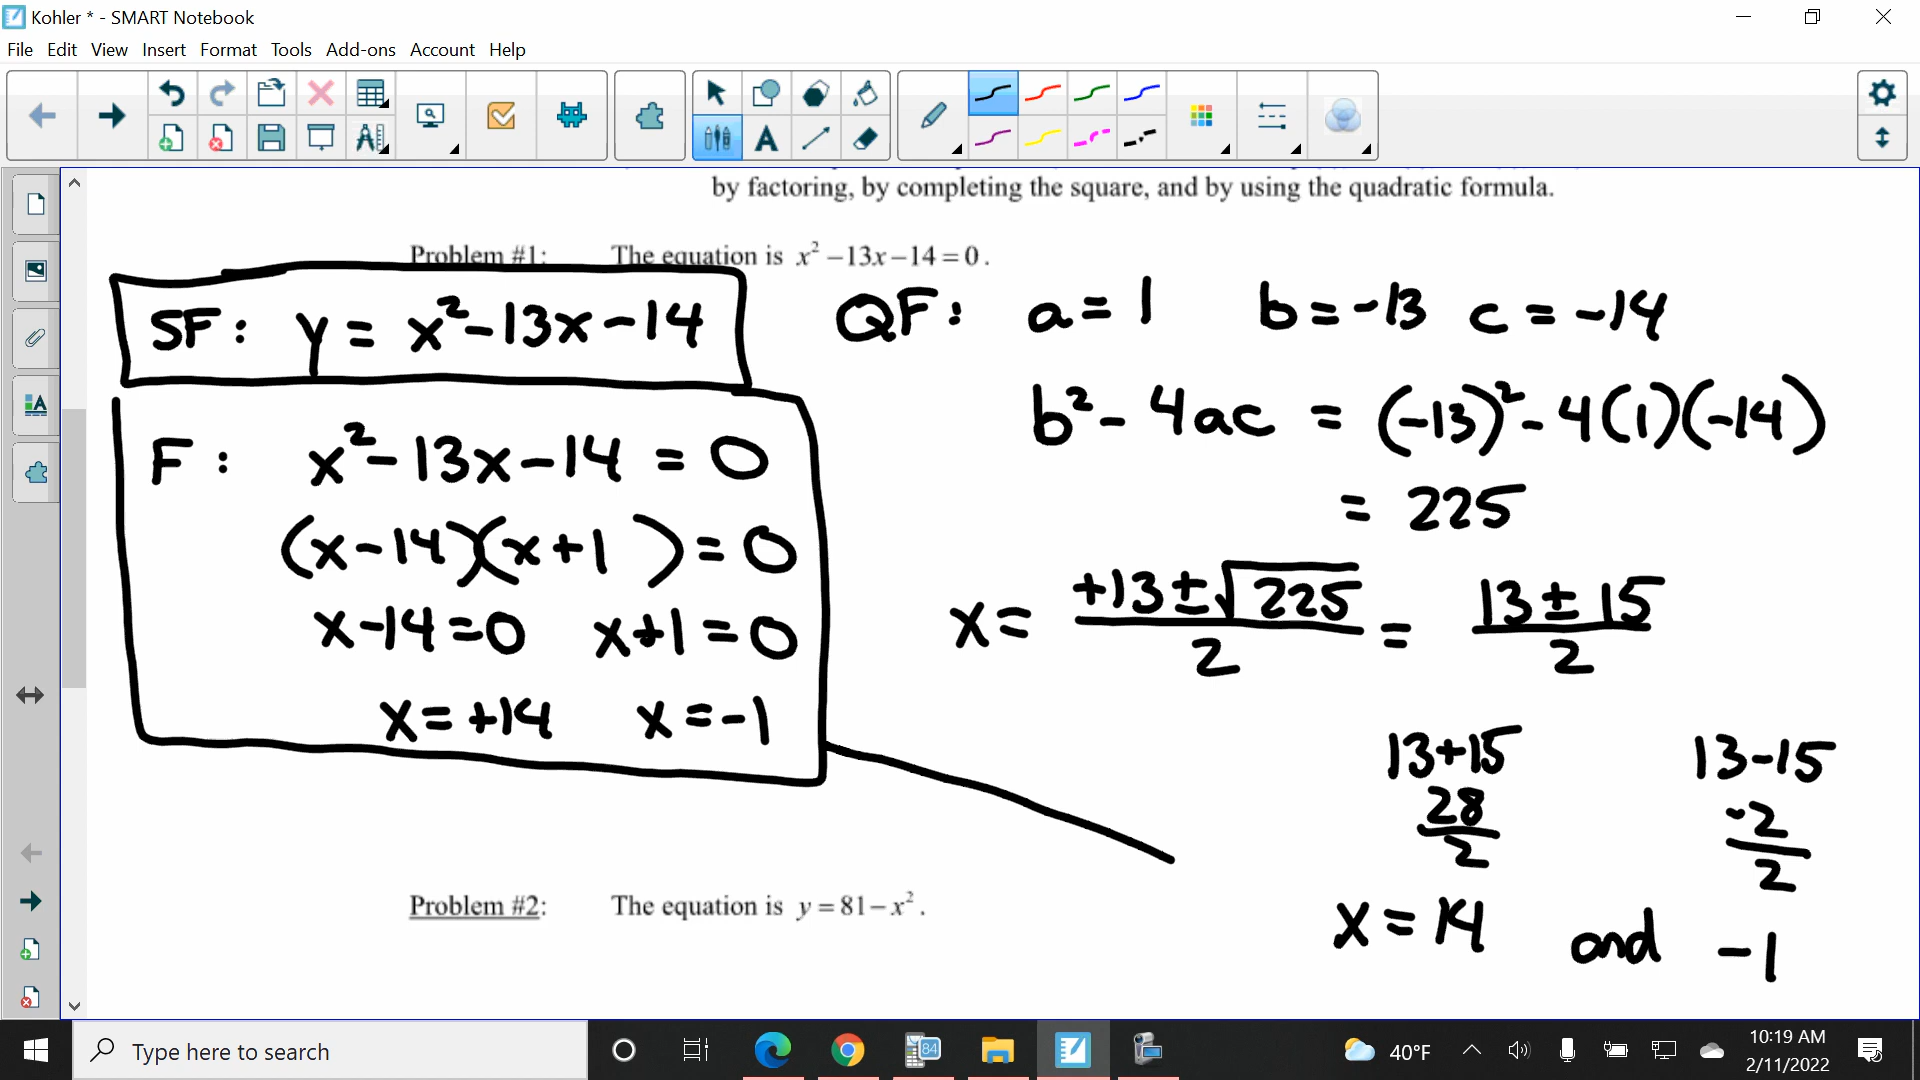 Kohler * - SMART Notebook
File Edit View Insert Format Tools Add-ons Account Help
by factoring, by completing the square, and by using the quadratic formula.
Problem #1: The equation is x² −13x−14=0.
SF: y = x²-13x-14
F: x²-13x-14 = 0
(x-14)(x+1) = 0
x-14=0 x+1=0
x=+14 x=-1
QF: a=1 b=-13 c=-14
b²-4ac = (-13)²-4(1)(-14)
= 225
x= +13±√225 / 2 = 13±15 / 2
13+15 13-15
28/2 -2/2
x=14 and -1
Problem #2: The equation is y=81−x².
Type here to search
84
40°F
10:19 AM
2/11/2022